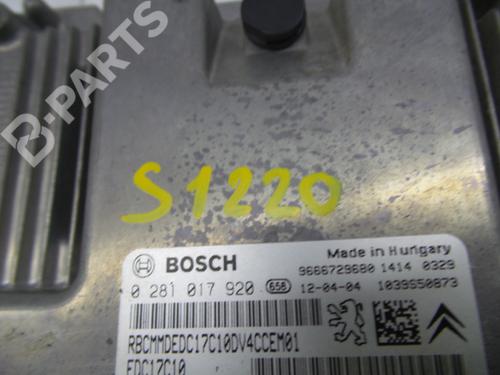 B-PARTS
S1220
BOSCH
Made in Hungary
9666729680 1414 0329
0 281 017 920 658 12-04-04 1039S50873
RBCMMDEDC17C10DV4CCEM01
EDC17C10